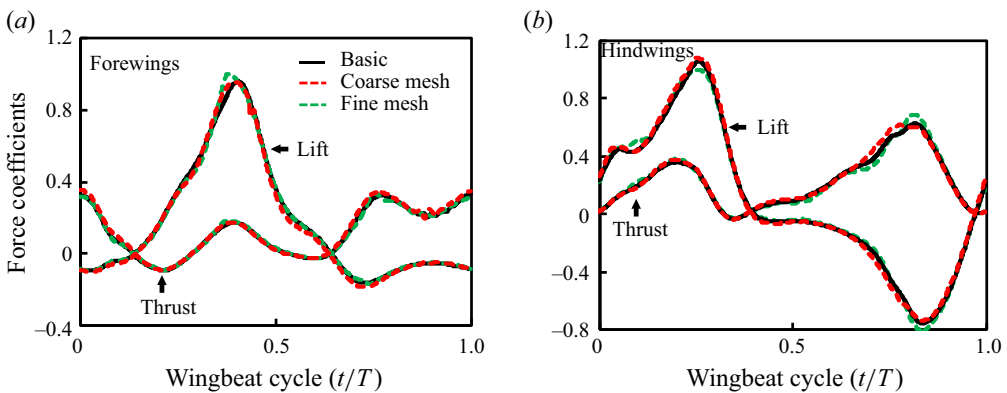 (a)
Force coefficients
1.2
0.8
0.4
0
–0.4
Forewings
Basic
Coarse mesh
Fine mesh
Lift
Thrust
0
0.5
1.0
Wingbeat cycle (t/T)
(b)
1.2
0.8
0.4
0
–0.4
–0.8
Hindwings
Lift
Thrust
0
0.5
1.0
Wingbeat cycle (t/T)